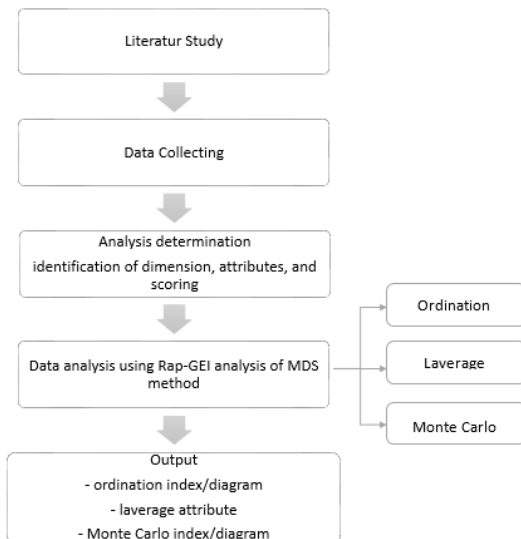 Literatur Study
Data Collecting
Analysis determination
identification of dimension, attributes, and
scoring
Data analysis using Rap-GEI analysis of MDS
method
Ordination
Laverage
Monte Carlo
Output
- ordination index/diagram
- laverage attribute
- Monte Carlo index/diagram